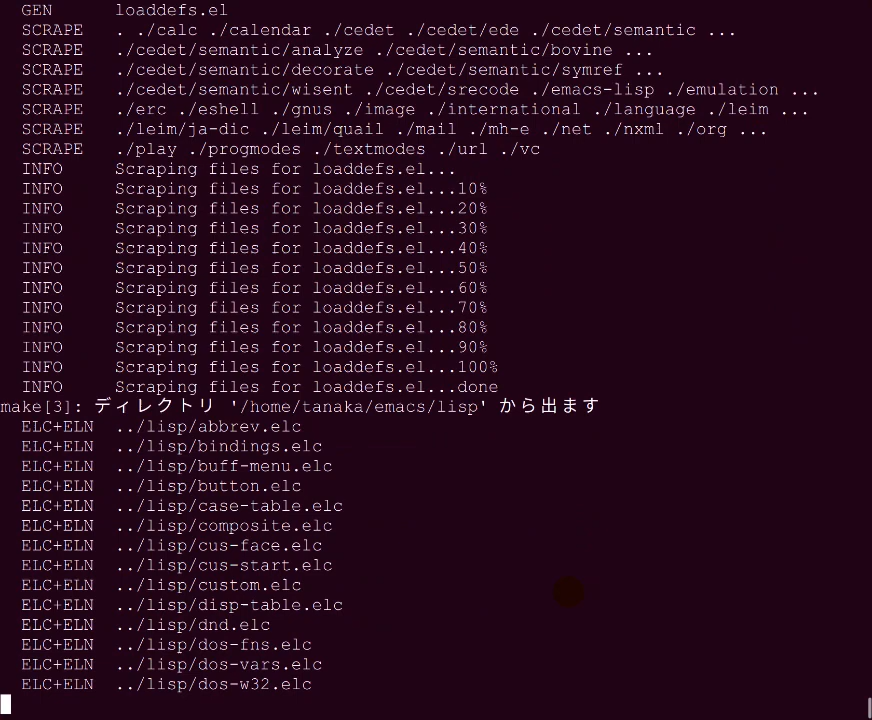 GEN      loaddefs.el
SCRAPE   . ./calc ./calendar ./cedet ./cedet/ede ./cedet/semantic ...
SCRAPE   ./cedet/semantic/analyze ./cedet/semantic/bovine ...
SCRAPE   ./cedet/semantic/decorate ./cedet/semantic/symref ...
SCRAPE   ./cedet/semantic/wisent ./cedet/srecode ./emacs-lisp ./emulation ...
SCRAPE   ./erc ./eshell ./gnus ./image ./international ./language ./leim ...
SCRAPE   ./leim/ja-dic ./leim/quail ./mail ./mh-e ./net ./nxml ./org ...
SCRAPE   ./play ./progmodes ./textmodes ./url ./vc
INFO     Scraping files for loaddefs.el...
INFO     Scraping files for loaddefs.el...10%
INFO     Scraping files for loaddefs.el...20%
INFO     Scraping files for loaddefs.el...30%
INFO     Scraping files for loaddefs.el...40%
INFO     Scraping files for loaddefs.el...50%
INFO     Scraping files for loaddefs.el...60%
INFO     Scraping files for loaddefs.el...70%
INFO     Scraping files for loaddefs.el...80%
INFO     Scraping files for loaddefs.el...90%
INFO     Scraping files for loaddefs.el...100%
INFO     Scraping files for loaddefs.el...done
make[3]: ディレクトリ '/home/tanaka/emacs/lisp' から出ます
ELC+ELN  ../lisp/abbrev.elc
ELC+ELN  ../lisp/bindings.elc
ELC+ELN  ../lisp/buff-menu.elc
ELC+ELN  ../lisp/button.elc
ELC+ELN  ../lisp/case-table.elc
ELC+ELN  ../lisp/composite.elc
ELC+ELN  ../lisp/cus-face.elc
ELC+ELN  ../lisp/cus-start.elc
ELC+ELN  ../lisp/custom.elc
ELC+ELN  ../lisp/disp-table.elc
ELC+ELN  ../lisp/dnd.elc
ELC+ELN  ../lisp/dos-fns.elc
ELC+ELN  ../lisp/dos-vars.elc
ELC+ELN  ../lisp/dos-w32.elc